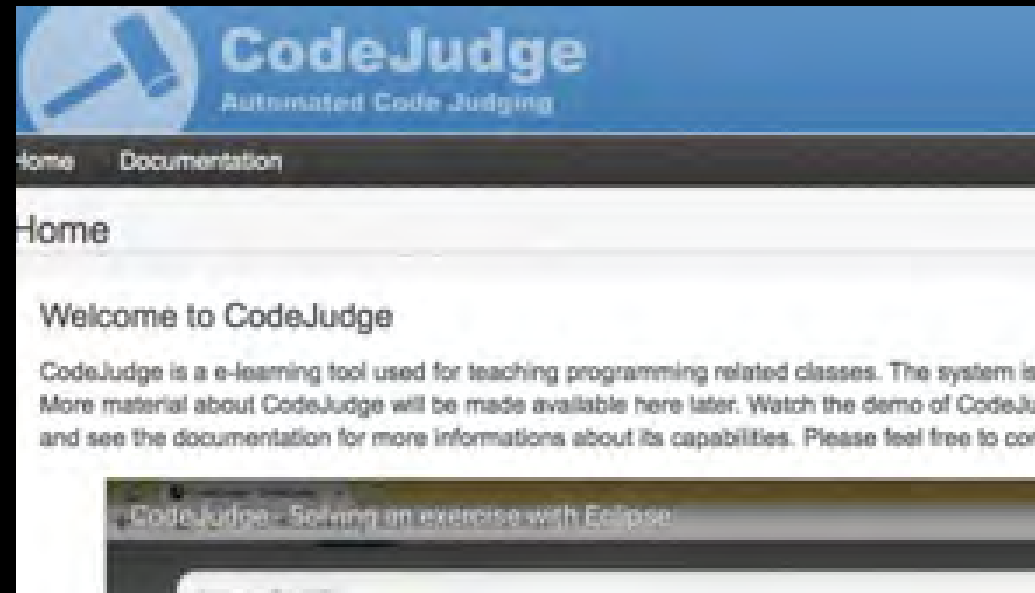 CodeJudge
Automated Code Judging
Home Documentation
Home
Welcome to CodeJudge
CodeJudge is a e-learning tool used for teaching programming related classes. The system is
More material about CodeJudge will be made available here later. Watch the demo of CodeJu
and see the documentation for more informations about its capabilities. Please feel free to con
CodeJudge - Solving an exercise with Eclipse